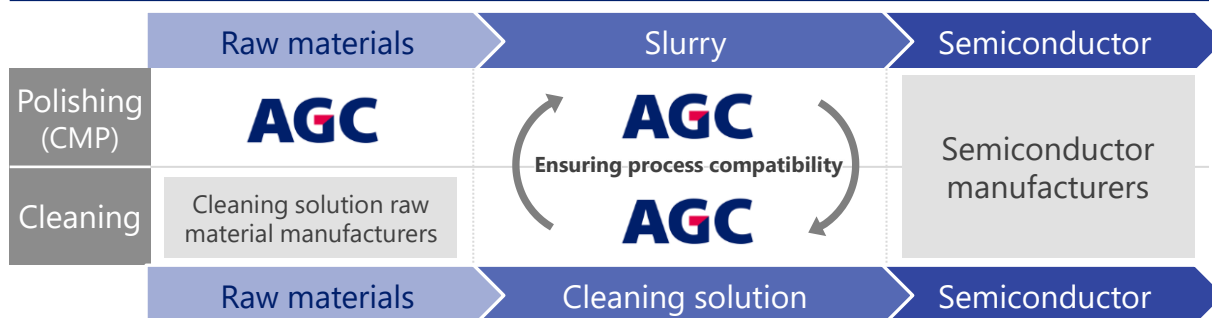 Raw materials
Slurry
Semiconductor
Polishing
(CMP)
AGC
AGC
Ensuring process compatibility
Semiconductor
manufacturers
Cleaning
Cleaning solution raw
material manufacturers
AGC
Raw materials
Cleaning solution
Semiconductor